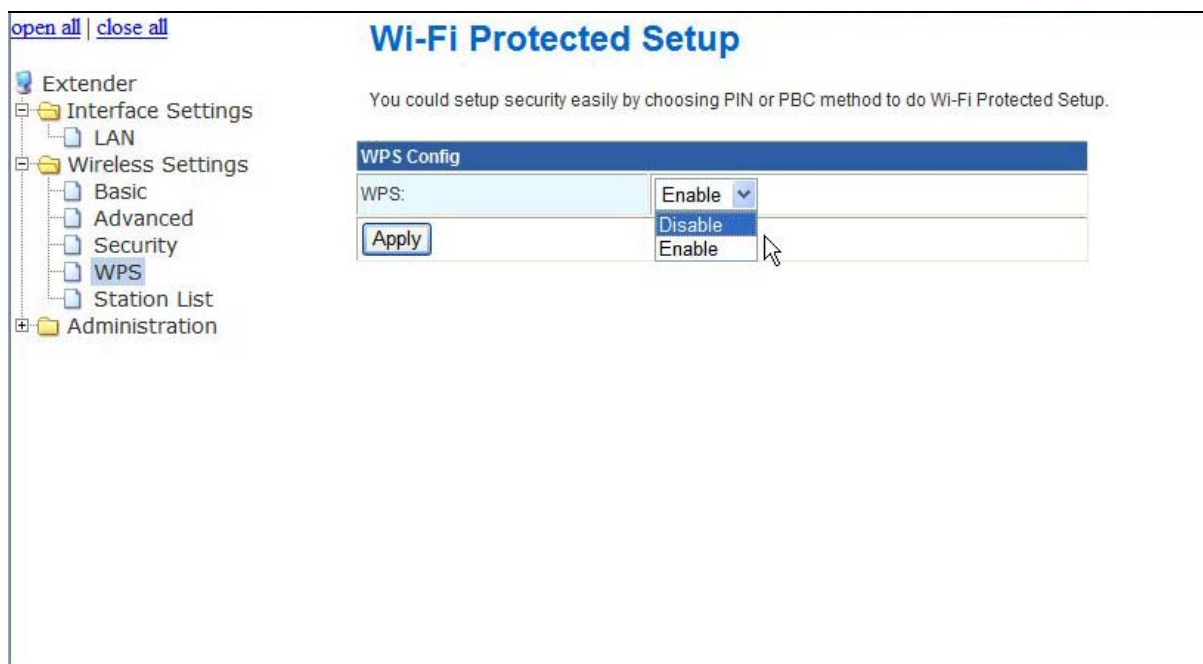 open all | close all
Extender
Interface Settings
LAN
Wireless Settings
Basic
Advanced
Security
WPS
Station List
Administration
Wi-Fi Protected Setup
You could setup security easily by choosing PIN or PBC method to do Wi-Fi Protected Setup.
WPS Config
WPS:
Enable
Disable
Enable
Apply